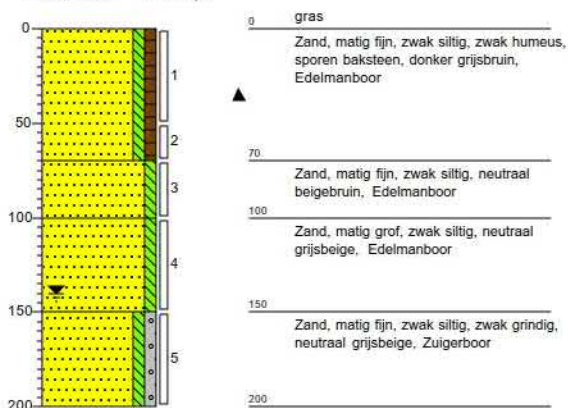 0
50
100
150
200
1
2
3
4
5
0
gras
Zand, matig fijn, zwak siltig, zwak humeus,
sporen baksteen, donker grijsbruin,
Edelmanboor
70
Zand, matig fijn, zwak siltig, neutraal
beigebruin, Edelmanboor
100
Zand, matig grof, zwak siltig, neutraal
grijsbeige, Edelmanboor
150
Zand, matig fijn, zwak siltig, zwak grindig,
neutraal grijsbeige, Zuigerboor
200